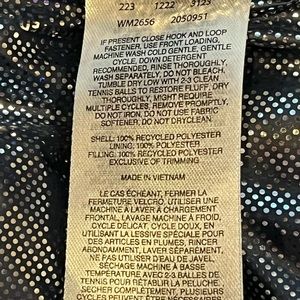 223 1222 3123
WM2656 2050951
IF PRESENT CLOSE HOOK AND LOOP
FASTENER, USE FRONT LOADING,
MACHINE WASH COLD GENTLE, GENTLE
CYCLE, DOWN DETERGENT
RECOMMENDED, RINSE THOROUGHLY,
WASH SEPARATELY, DO NOT BLEACH,
TUMBLE DRY LOW WITH 2-3 CLEAN
TENNIS BALLS TO RESTORE FLUFF, DRY
THOROUGHLY, MIGHT REQUIRE
MULTIPLE CYCLES, REMOVE PROMPTLY,
DO NOT IRON, DO NOT USE FABRIC
SOFTENER, DO NOT DRYCLEAN.
SHELL: 100% RECYCLED POLYESTER
LINING: 100% POLYESTER
FILLING: 100% RECYCLED POLYESTER
EXCLUSIVE OF TRIMMING
MADE IN VIETNAM
LE CAS ÉCHÉANT, FERMER LA
FERMETURE VELCRO. UTILISER UNE
MACHINE À LAVER À CHARGEMENT
FRONTAL, LAVAGE MACHINE À FROID,
CYCLE DÉLICAT, CYCLE DOUX, EN
UTILISANT LA LESSIVE SPÉCIALE POUR
DES ARTICLES EN PLUMES, RINCER
ABONDAMMENT, LAVER SÉPARÉMENT,
NE PAS UTILISER D'EAU DE JAVEL,
SÉCHAGE MACHINE À BASSE
TEMPÉRATURE AVEC 2-3 BALLES DE
TENNIS POUR RÉTABLIR LA PELUCHE,
SÉCHER COMPLÈTEMENT, PLUSIEURS
CYCLES PEUVENT ÊTRE NÉCESSAIRES